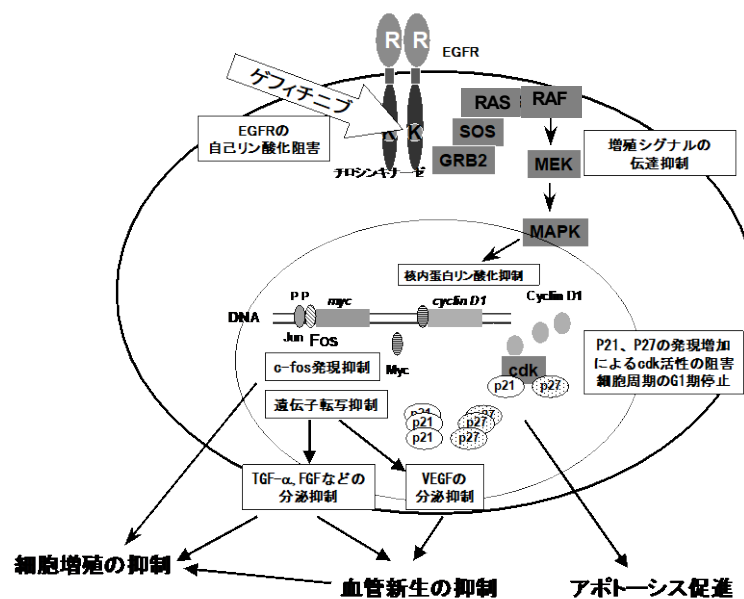 R R
EGFR
ゲフィチニブ
RAS RAF
EGFRの
自己リン酸化阻害
K K
SOS
GRB2
MEK
増殖シグナルの
伝達抑制
チロシンキナーゼ
MAPK
核内蛋白リン酸化抑制
P P
myc
cyclin D1
Cyclin D1
DNA
Jun Fos
Myc
c-fos発現抑制
cdk
p21 p27
P21、P27の発現増加
によるcdk活性の阻害
細胞周期のG1期停止
遺伝子転写抑制
p21 p27
p21 p27
p21 p27
TGF-α,FGFなどの
分泌抑制
VEGFの
分泌抑制
細胞増殖の抑制
血管新生の抑制
アポトーシス促進